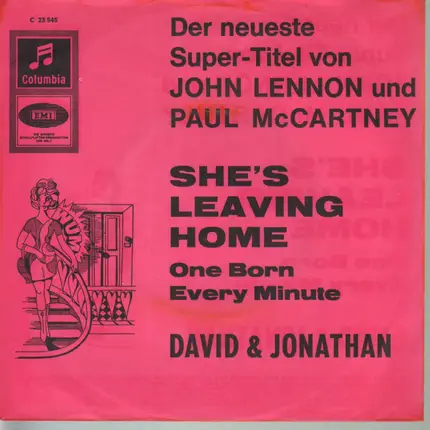 C 23 545
Der neueste
Super-Titel von
JOHN LENNON und
PAUL McCARTNEY
Columbia
EMI
SHE'S
LEAVING
HOME
One Born
Every Minute
DAVID & JONATHAN